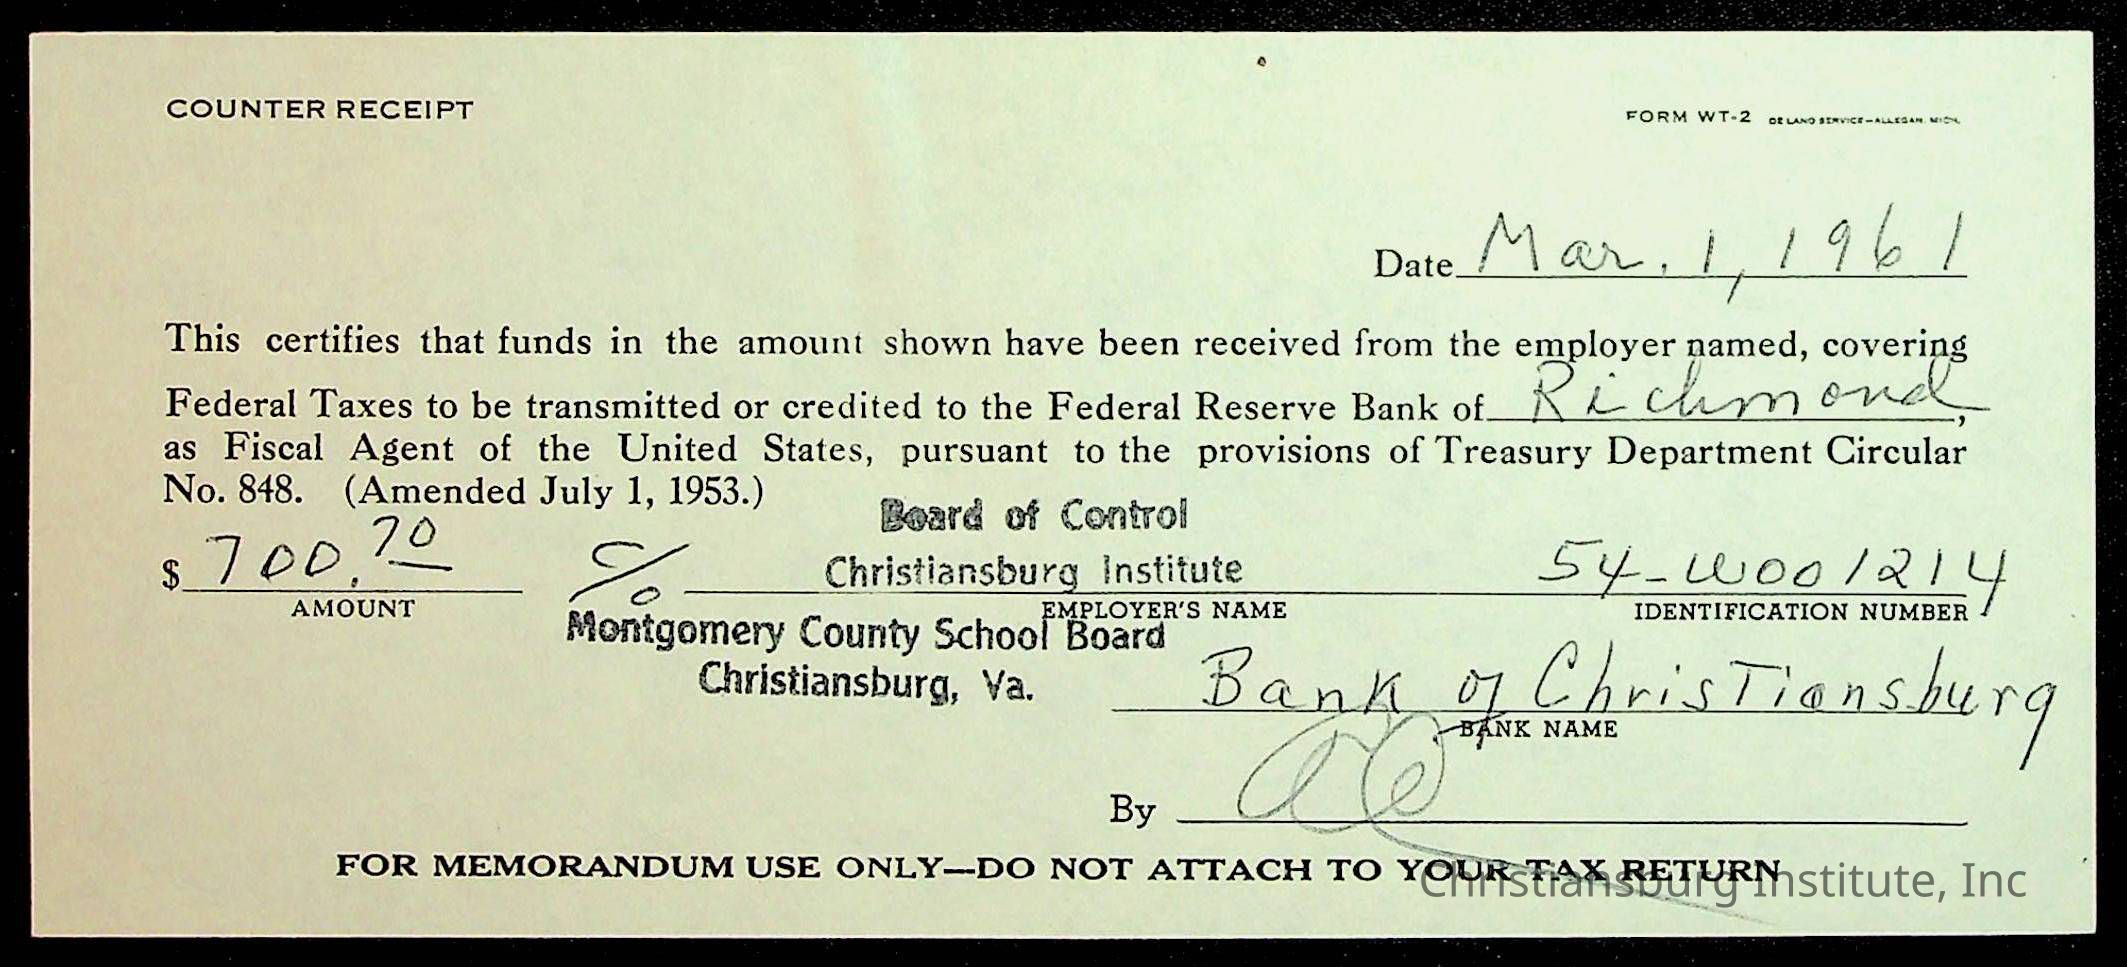 COUNTER RECEIPT
FORM WT-2 DE LAND SERVICE—ALLEGAN, MICH.
Date Mar. 1, 1961
This certifies that funds in the amount shown have been received from the employer named, covering
Federal Taxes to be transmitted or credited to the Federal Reserve Bank of Richmond,
as Fiscal Agent of the United States, pursuant to the provisions of Treasury Department Circular
No. 848. (Amended July 1, 1953.)
Board of Control
$ 700.70 c/o Christiansburg Institute 54-W001214
AMOUNT EMPLOYER'S NAME IDENTIFICATION NUMBER
Montgomery County School Board
Christiansburg, Va. Bank of Christiansburg
BANK NAME
By
FOR MEMORANDUM USE ONLY—DO NOT ATTACH TO YOUR TAX RETURN
Christiansburg Institute, Inc